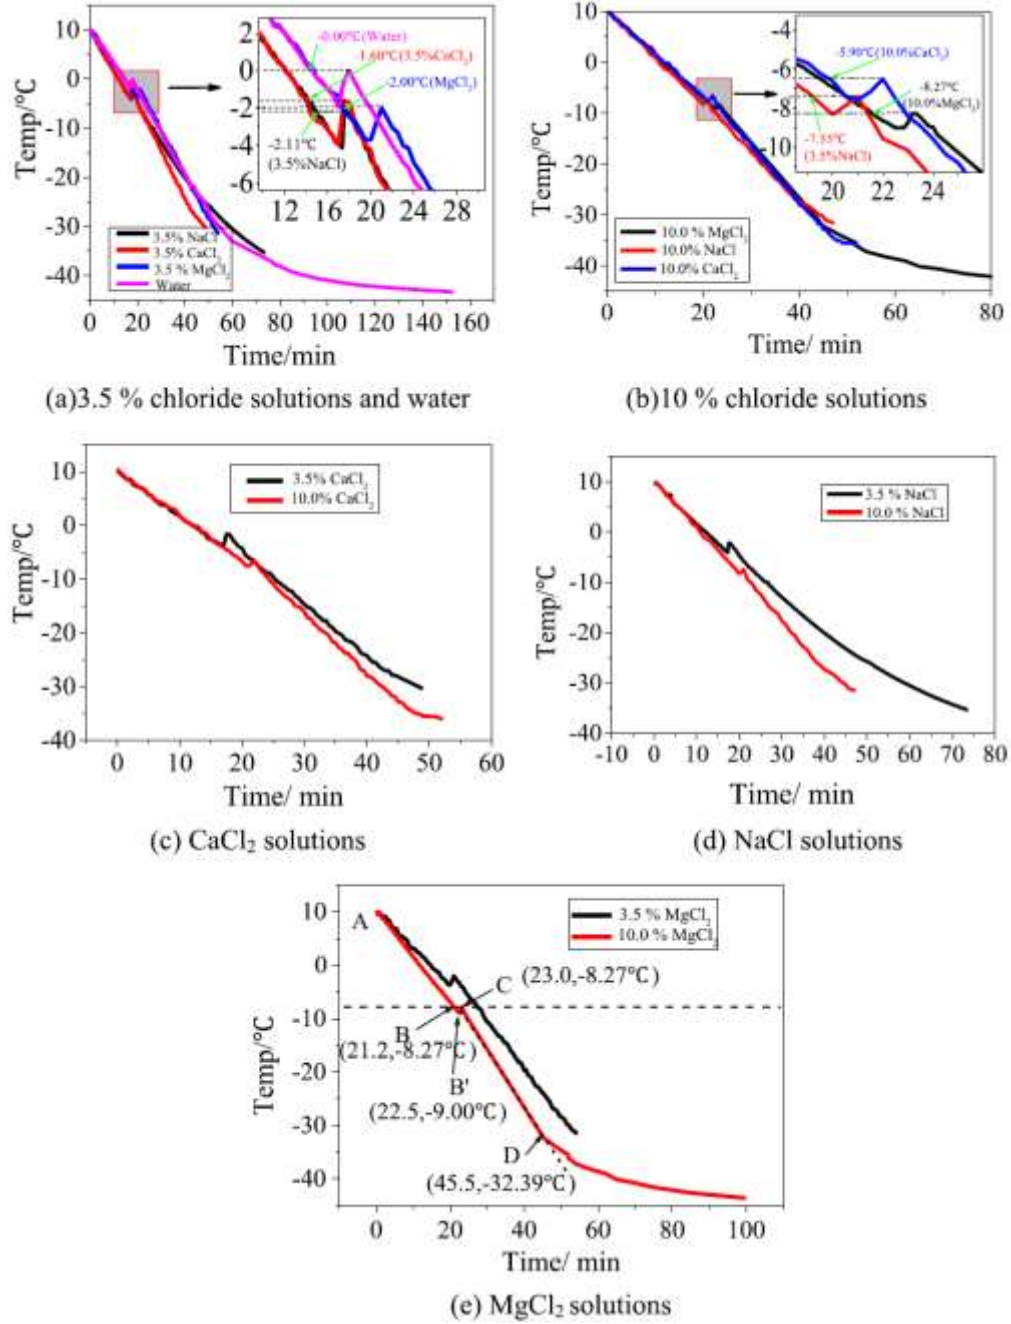 10
0
-10
-20
-30
-40
Temp/°C
0 20 40 60 80 100 120 140 160
Time/min
2
0
-2
-4
-6
12 16 20 24 28
-0.00°C(Water)
-1.60°C(3.5%CaCl₂)
-2.00°C(MgCl₂)
-2.11°C
(3.5%NaCl)
3.5% NaCl
3.5% CaCl₂
3.5 % MgCl₂
Water
(a)3.5 % chloride solutions and water
10
0
-10
-20
-30
-40
Temp/°C
0 20 40 60 80
Time/min
-4
-6
-8
-10
20 22 24
-5.90°C(10.0%CaCl₂)
-8.27°C
(10.0%MgCl₂)
-7.55°C
(3.5%NaCl)
10.0 % MgCl₂
10.0% NaCl
10.0% CaCl₂
(b)10 % chloride solutions
10
0
-10
-20
-30
-40
Temp/°C
0 10 20 30 40 50 60
Time/ min
3.5% CaCl₂
10.0% CaCl₂
(c) CaCl₂ solutions
10
0
-10
-20
-30
-40
Temp/°C
-10 0 10 20 30 40 50 60 70 80
Time/ min
3.5 % NaCl
10.0 % NaCl
(d) NaCl solutions
10
0
-10
-20
-30
-40
Temp/°C
0 20 40 60 80 100
Time/ min
3.5 % MgCl₂
10.0 % MgCl₂
A
C (23.0,-8.27°C)
B
(21.2,-8.27°C)
B'
(22.5,-9.00°C)
D
(45.5,-32.39°C)
(e) MgCl₂ solutions